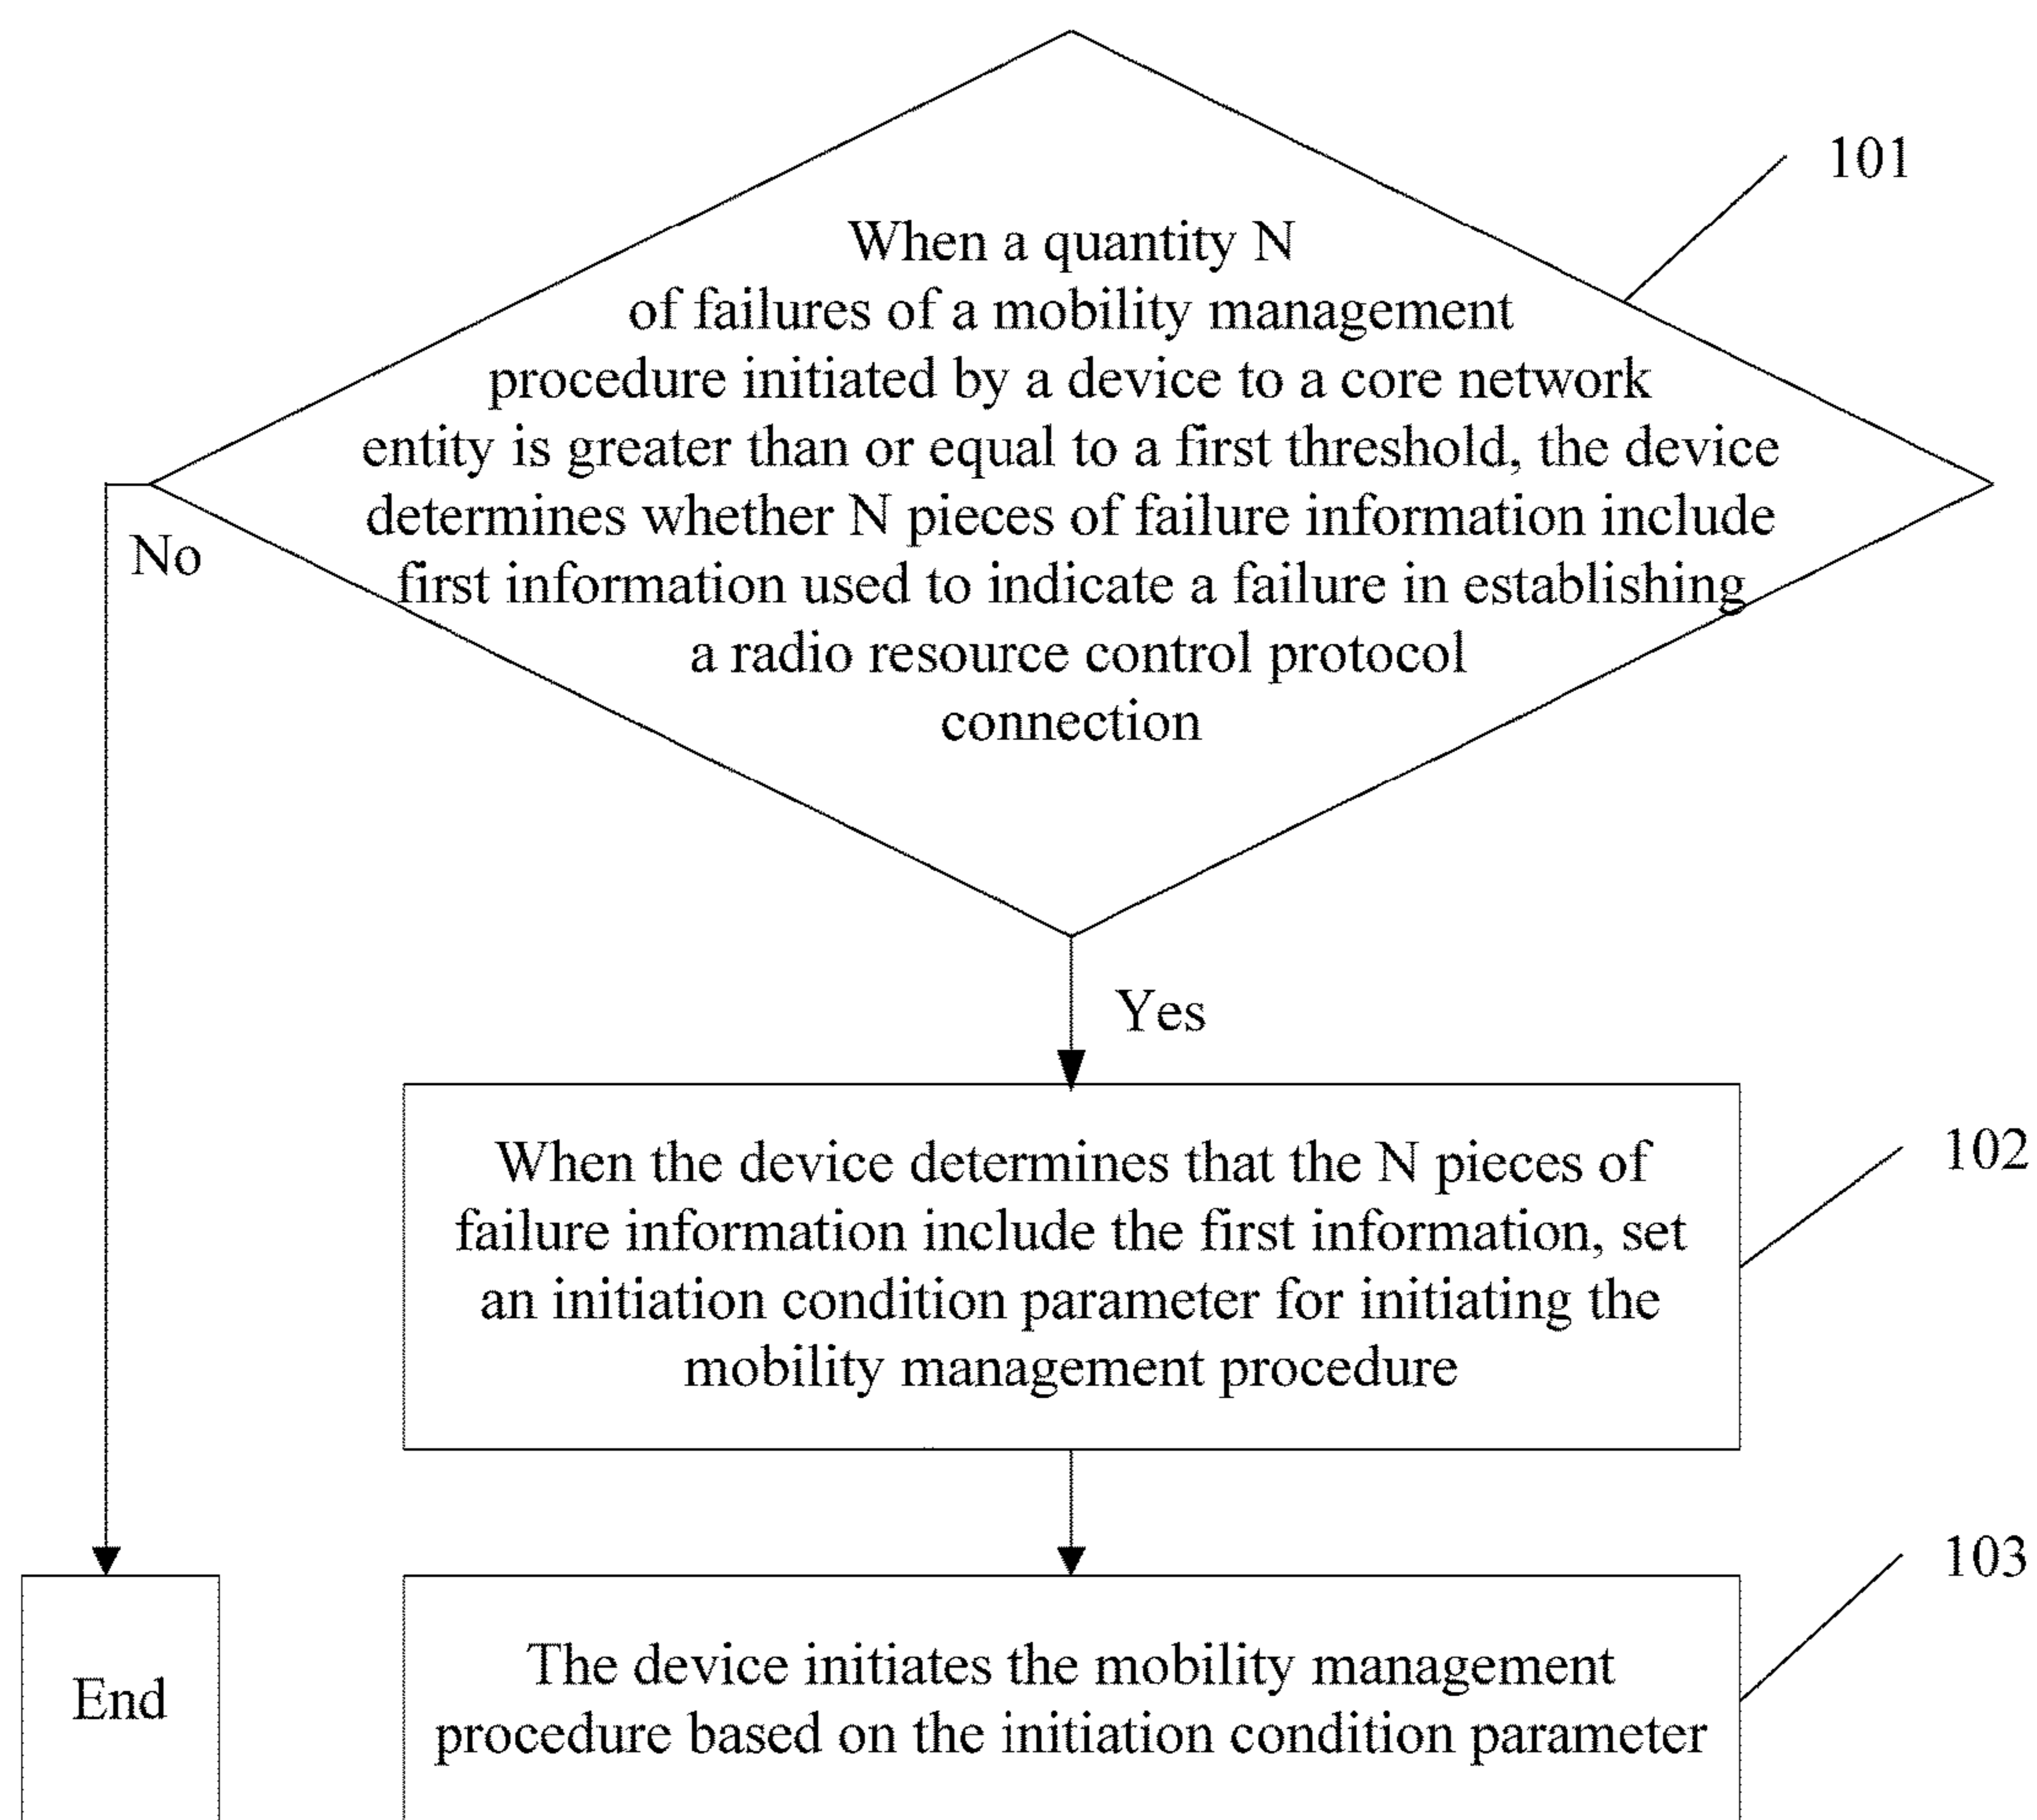 101
When a quantity N
of failures of a mobility management
procedure initiated by a device to a core network
entity is greater than or equal to a first threshold, the device
determines whether N pieces of failure information include
first information used to indicate a failure in establishing
a radio resource control protocol
connection
No
Yes
102
When the device determines that the N pieces of
failure information include the first information, set
an initiation condition parameter for initiating the
mobility management procedure
103
The device initiates the mobility management
procedure based on the initiation condition parameter
End